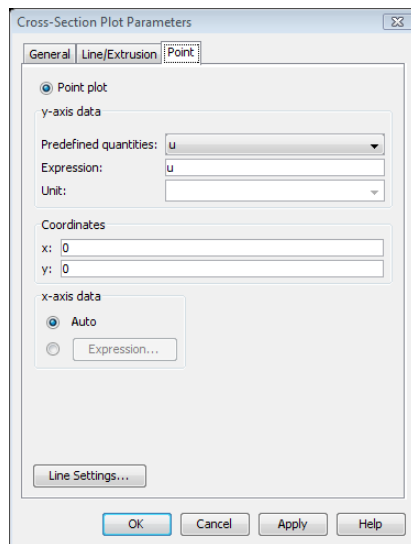 Cross-Section Plot Parameters
General Line/Extrusion Point
Point plot
y-axis data
Predefined quantities: u
Expression: u
Unit:
Coordinates
x: 0
y: 0
x-axis data
Auto
Expression...
Line Settings...
OK Cancel Apply Help